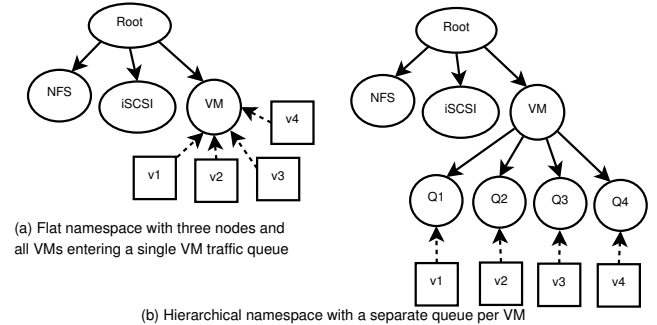 Root
NFS
iSCSI
VM
v4
v1
v2
v3
(a) Flat namespace with three nodes and
all VMs entering a single VM traffic queue
Root
NFS
iSCSI
VM
Q1
Q2
Q3
Q4
v1
v2
v3
v4
(b) Hierarchical namespace with a separate queue per VM